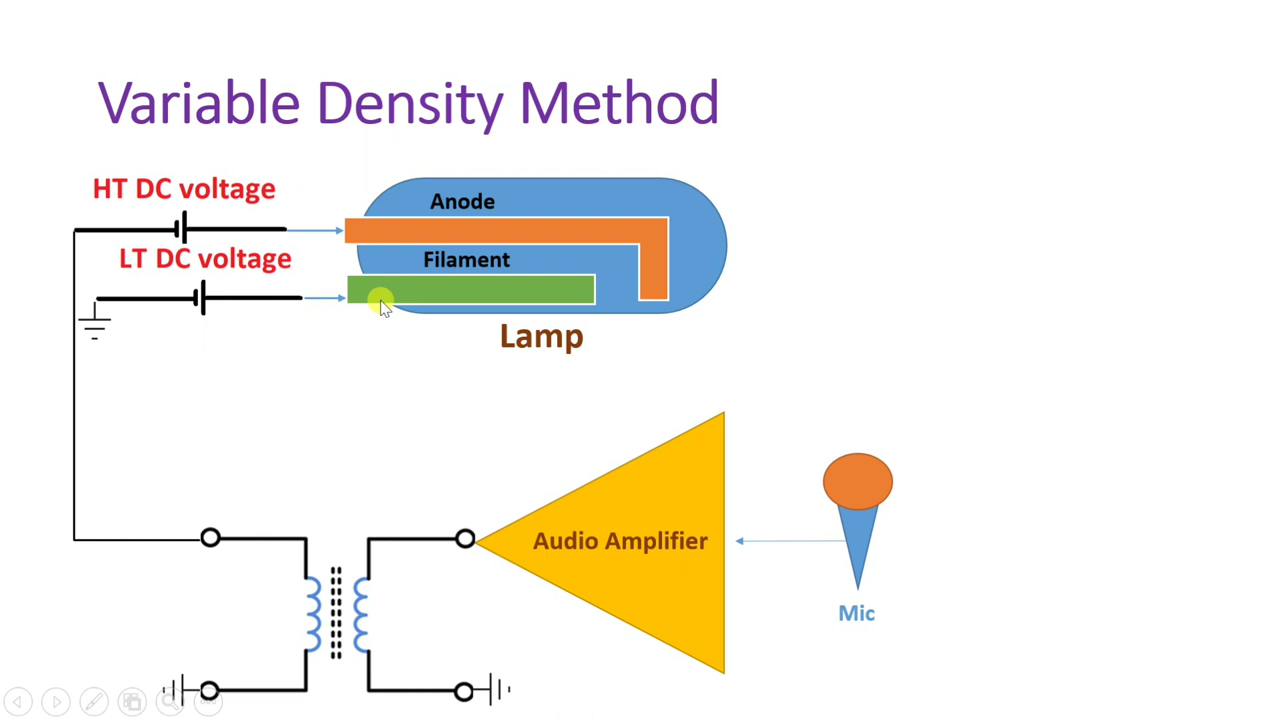 Variable Density Method
HT DC voltage
Anode
LT DC voltage
Filament
Lamp
Audio Amplifier
Mic